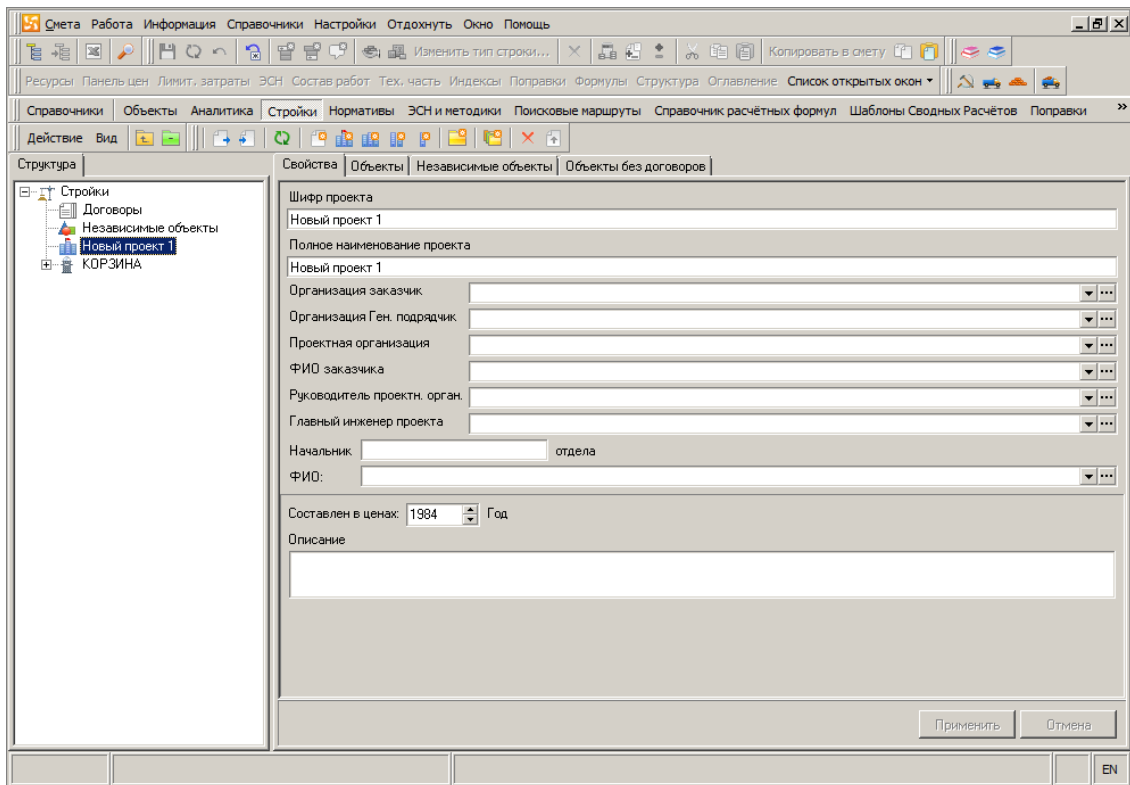 Смета Работа Информация Справочники Настройки Отдохнуть Окно Помощь
Изменить тип строки... Копировать в смету
Ресурсы Панель цен Лимит. затраты ЭСН Состав работ Тех. часть Индексы Поправки Формулы Структура Оглавление Список открытых окон
Справочники Объекты Аналитика Стройки Нормативы ЭСН и методики Поисковые маршруты Справочник расчётных формул Шаблоны Сводных Расчётов Поправки »
Действие Вид
Структура
Стройки
Договоры
Независимые объекты
Новый проект 1
КОРЗИНА
Свойства Объекты Независимые объекты Объекты без договоров
Шифр проекта
Новый проект 1
Полное наименование проекта
Новый проект 1
Организация заказчик
Организация Ген. подрядчик
Проектная организация
ФИО заказчика
Руководитель проектн. орган.
Главный инженер проекта
Начальник отдела
ФИО:
Составлен в ценах: 1984 Год
Описание
Применить Отмена
EN